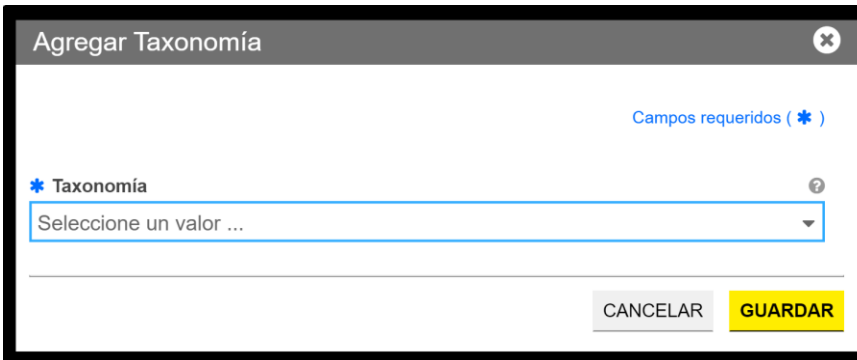 Agregar Taxonomía
Campos requeridos ( ✱ )
✱ Taxonomía
Seleccione un valor ...
CANCELAR GUARDAR